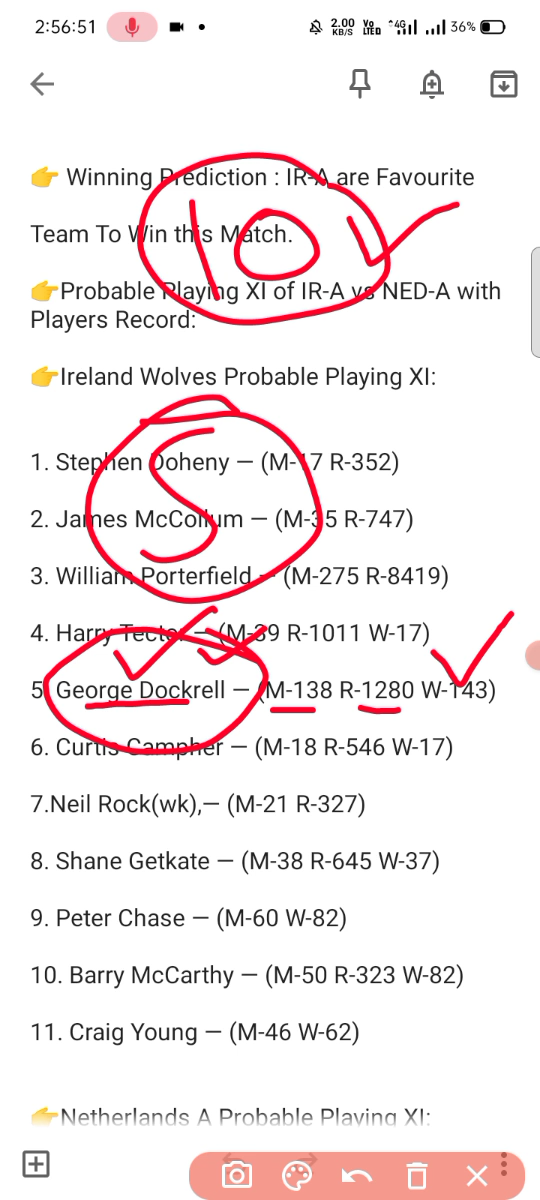 2:56:51 2.00 KB/S Vo LTED 4G 36%
👉 Winning Prediction : IR-A are Favourite
Team To Win this Match.
10
👉Probable Playing XI of IR-A vs NED-A with
Players Record:
👉Ireland Wolves Probable Playing XI:
1. Stephen Doheny – (M-17 R-352)
5
2. James McCollum – (M-35 R-747)
3. William Porterfield – (M-275 R-8419)
4. Harry Tector – (M-39 R-1011 W-17)
5. George Dockrell – (M-138 R-1280 W-143)
6. Curtis Campher – (M-18 R-546 W-17)
7.Neil Rock(wk),– (M-21 R-327)
8. Shane Getkate – (M-38 R-645 W-37)
9. Peter Chase – (M-60 W-82)
10. Barry McCarthy – (M-50 R-323 W-82)
11. Craig Young – (M-46 W-62)
👉Netherlands A Probable Playing XI: